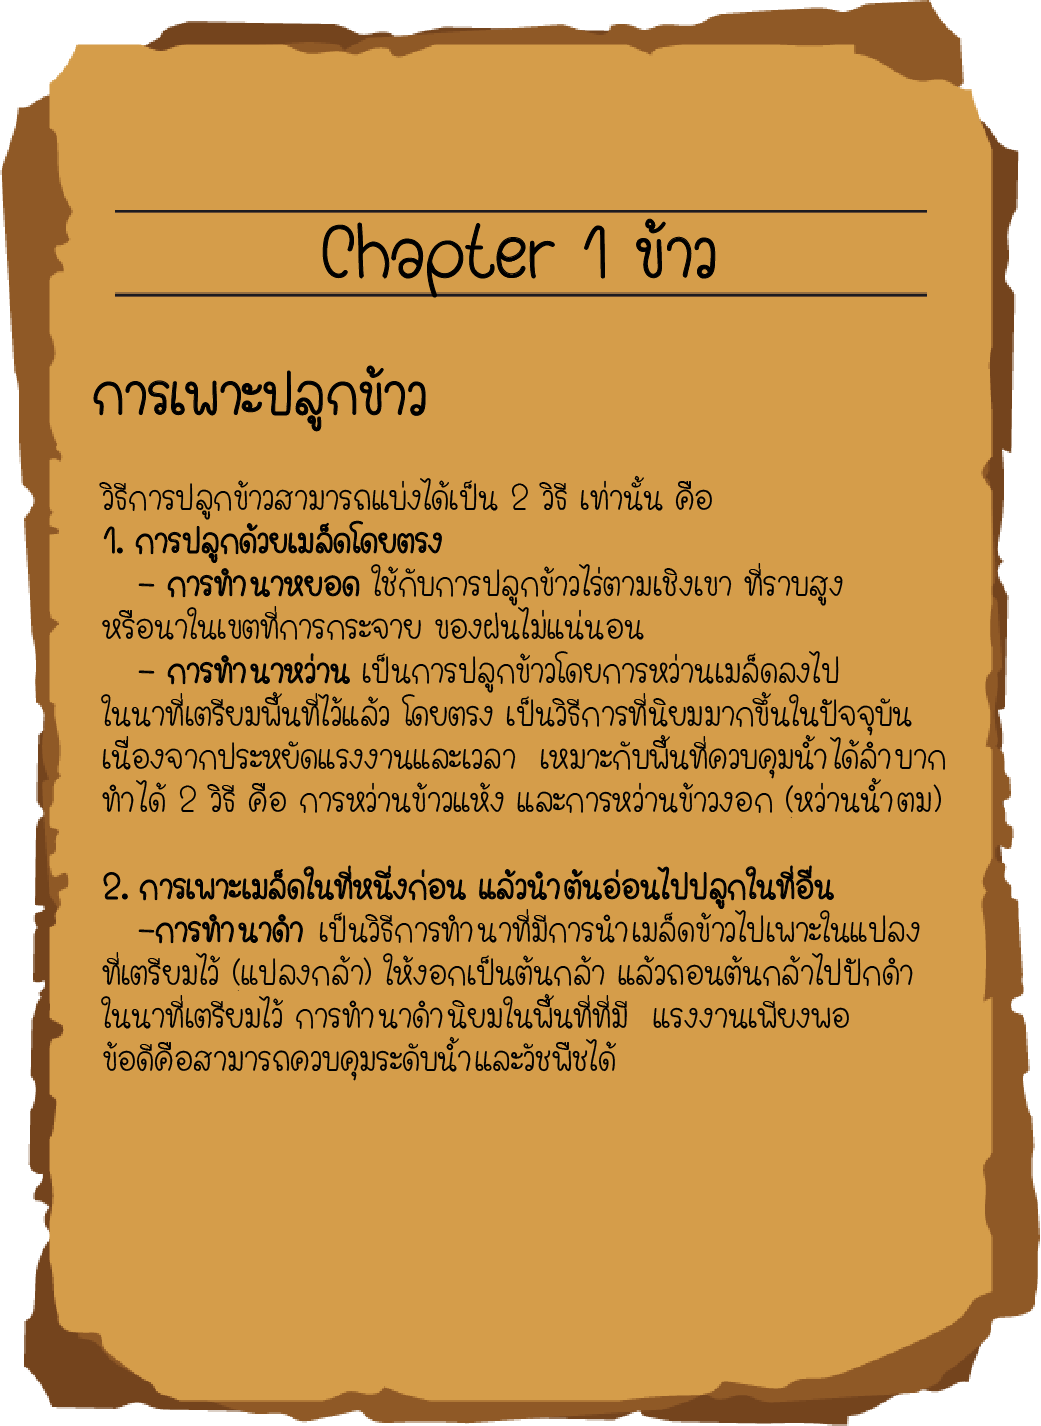 Chapter 1 ข้าว
การเพาะปลูกข้าว
วิธีการปลูกข้าวสามารถแบ่งได้เป็น 2 วิธี เท่านั้น คือ
1. การปลูกด้วยเมล็ดโดยตรง
- การทำนาหยอด ใช้กับการปลูกข้าวไร่ตามเชิงเขา ที่ราบสูง
หรือนาในเขตที่การกระจาย ของฝนไม่แน่นอน
- การทำนาหว่าน เป็นการปลูกข้าวโดยการหว่านเมล็ดลงไป
ในนาที่เตรียมพื้นที่ไว้แล้ว โดยตรง เป็นวิธีการที่นิยมมากขึ้นในปัจจุบัน
เนื่องจากประหยัดแรงงานและเวลา เหมาะกับพื้นที่ควบคุมน้ำได้ลำบาก
ทำได้ 2 วิธี คือ การหว่านข้าวแห้ง และการหว่านข้าวงอก (หว่านน้ำตม)
2. การเพาะเมล็ดในที่หนึ่งก่อน แล้วนำต้นอ่อนไปปลูกในที่อื่น
-การทำนาดำ เป็นวิธีการทำนาที่มีการนำเมล็ดข้าวไปเพาะในแปลง
ที่เตรียมไว้ (แปลงกล้า) ให้งอกเป็นต้นกล้า แล้วถอนต้นกล้าไปปักดำ
ในนาที่เตรียมไว้ การทำนาดำนิยมในพื้นที่ที่มี แรงงานเพียงพอ
ข้อดีคือสามารถควบคุมระดับน้ำและวัชพืชได้